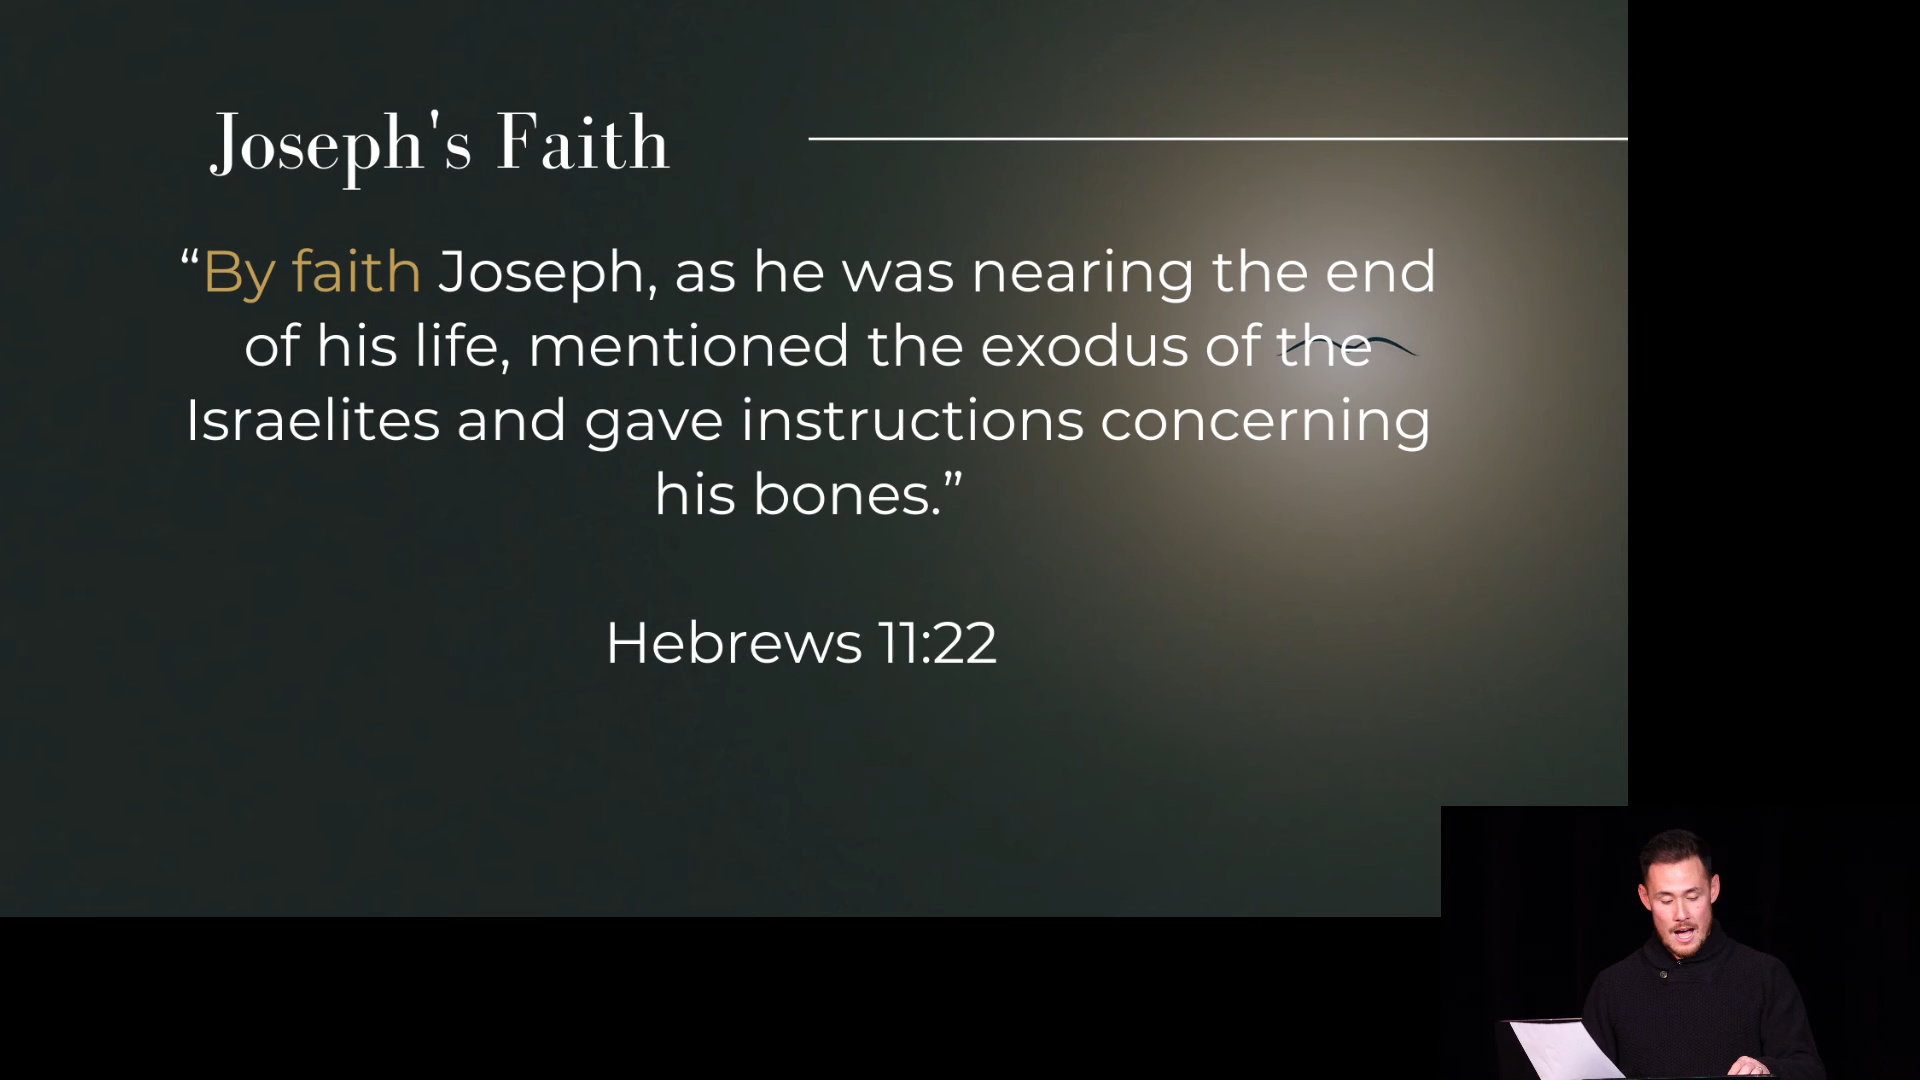 Joseph's Faith
“By faith Joseph, as he was nearing the end
of his life, mentioned the exodus of the
Israelites and gave instructions concerning
his bones.”
Hebrews 11:22